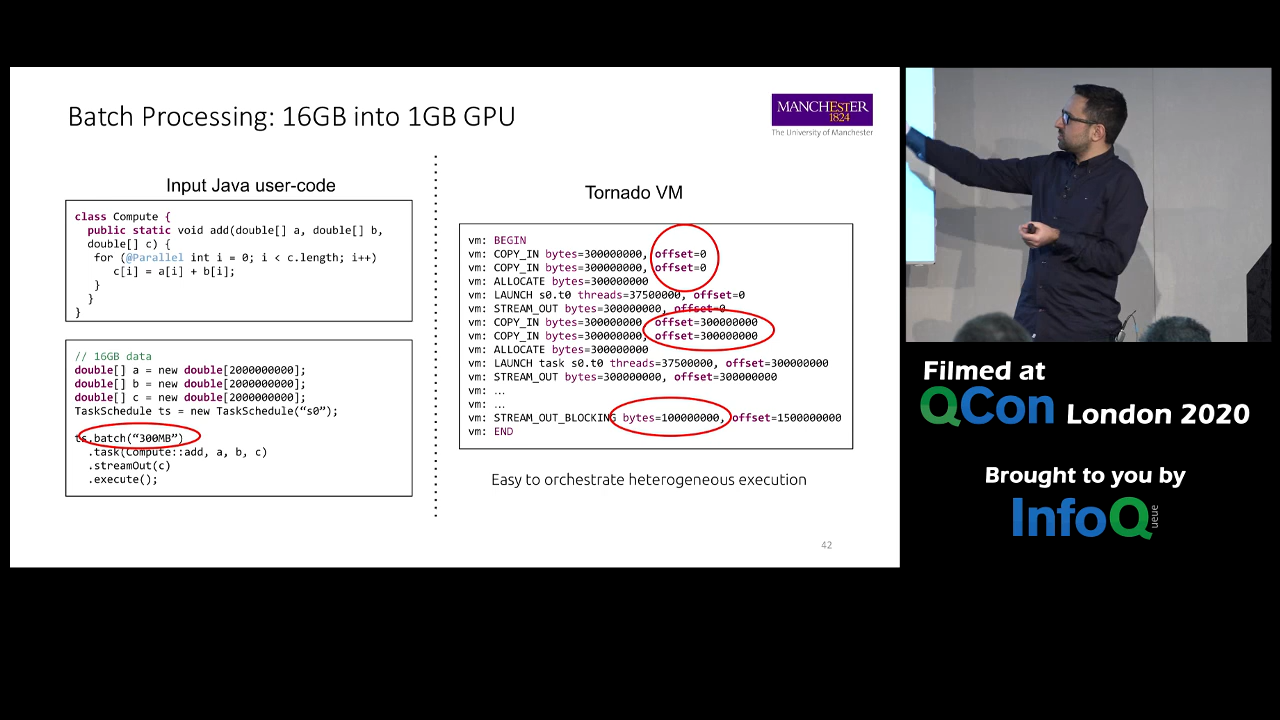 Batch Processing: 16GB into 1GB GPU
MANCHESTER
1824
The University of Manchester
Input Java user-code
class Compute {
public static void add(double[] a, double[] b,
double[] c) {
for (@Parallel int i = 0; i < c.length; i++)
c[i] = a[i] + b[i];
}
}
}
// 16GB data
double[] a = new double[2000000000];
double[] b = new double[2000000000];
double[] c = new double[2000000000];
TaskSchedule ts = new TaskSchedule(“s0”);
ts.batch(“300MB”)
.task(Compute::add, a, b, c)
.streamOut(c)
.execute();
Tornado VM
vm: BEGIN
vm: COPY_IN bytes=300000000, offset=0
vm: COPY_IN bytes=300000000, offset=0
vm: ALLOCATE bytes=300000000
vm: LAUNCH s0.t0 threads=37500000, offset=0
vm: STREAM_OUT bytes=300000000, offset=0
vm: COPY_IN bytes=300000000, offset=300000000
vm: COPY_IN bytes=300000000, offset=300000000
vm: ALLOCATE bytes=300000000
vm: LAUNCH task s0.t0 threads=37500000, offset=300000000
vm: STREAM_OUT bytes=300000000, offset=300000000
vm: …
vm: …
vm: STREAM_OUT_BLOCKING bytes=100000000, offset=1500000000
vm: END
Easy to orchestrate heterogeneous execution
42
Filmed at
QCon London 2020
Brought to you by
InfoQueue